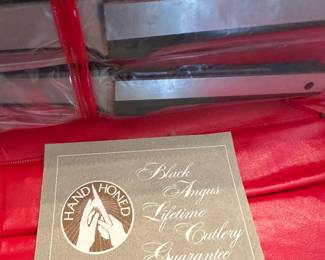 HAND HONED
Black
Angus
Lifetime
Cutlery
Guarantee